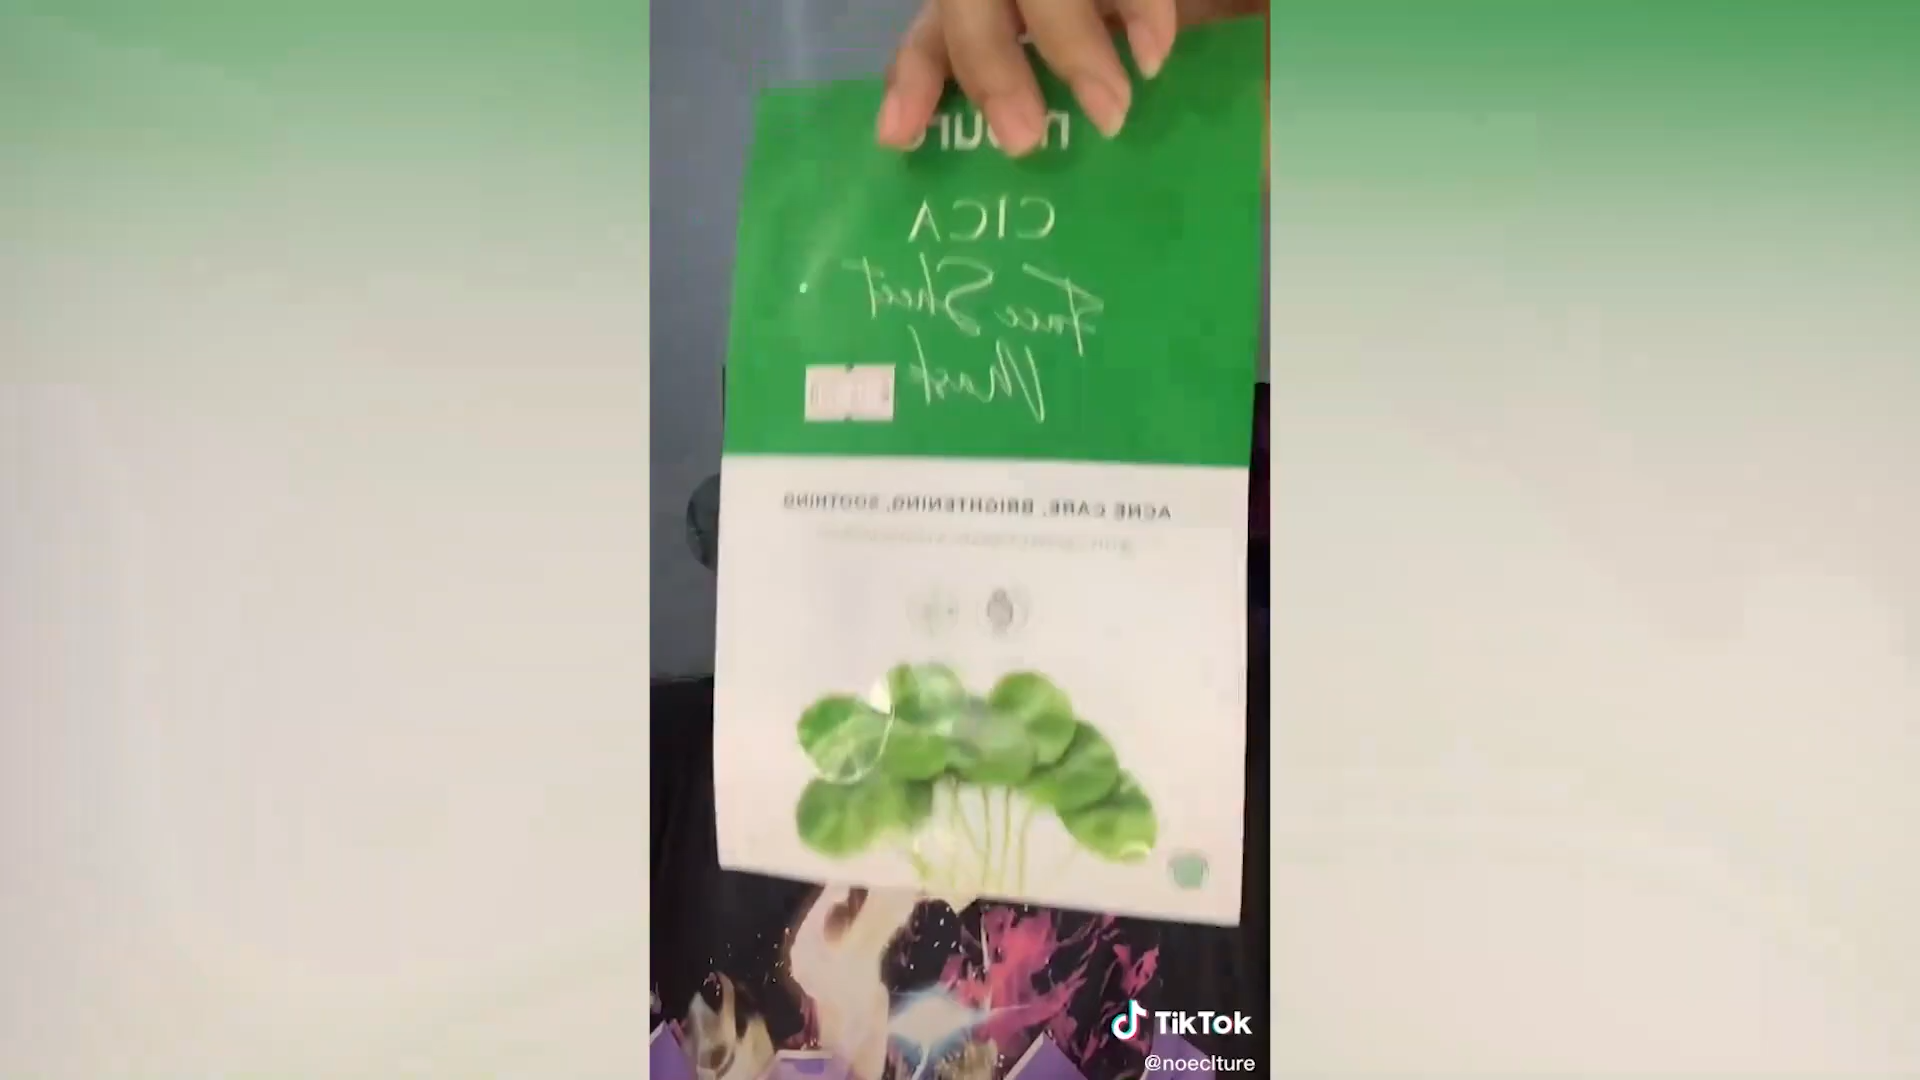 CICA
Face Sheet
Mask
ACNE CARE, BRIGHTENING, SOOTHING
TikTok
@noeclture